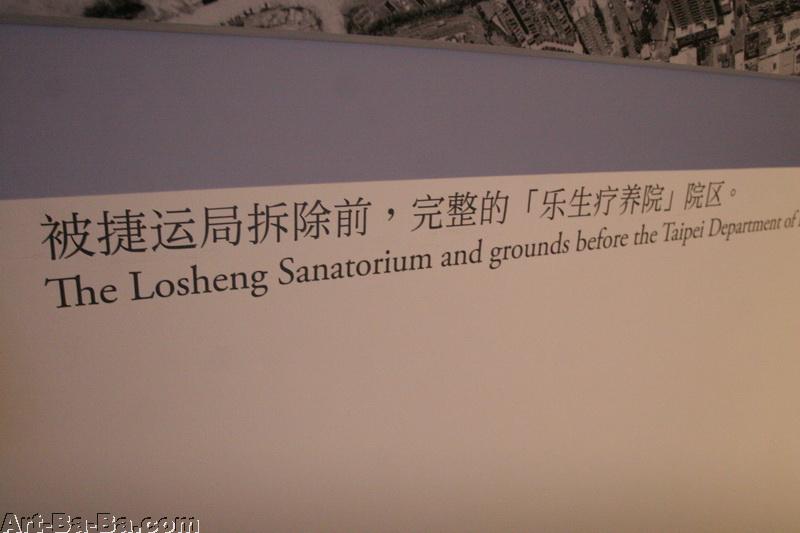 被捷运局拆除前，完整的「乐生疗养院」院区。
The Losheng Sanatorium and grounds before the Taipei Department of
Art-Ba-Ba.com